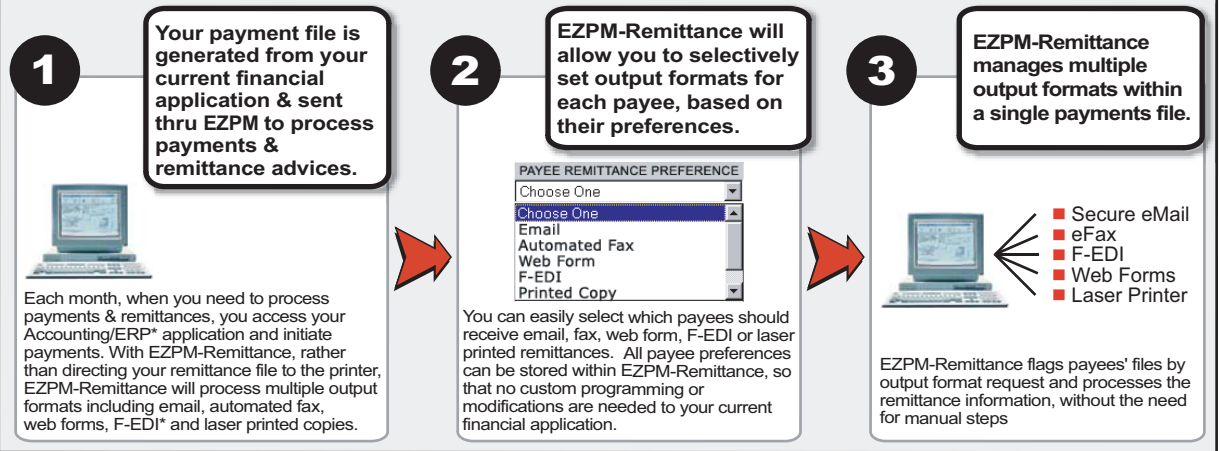 1
Your payment file is
generated from your
current financial
application & sent
thru EZPM to process
payments &
remittance advices.
Each month, when you need to process
payments & remittances, you access your
Accounting/ERP* application and initiate
payments. With EZPM-Remittance, rather
than directing your remittance file to the printer,
EZPM-Remittance will process multiple output
formats including email, automated fax,
web forms, F-EDI* and laser printed copies.
2
EZPM-Remittance will
allow you to selectively
set output formats for
each payee, based on
their preferences.
PAYEE REMITTANCE PREFERENCE
Choose One
Choose One
Email
Automated Fax
Web Form
F-EDI
Printed Copy
You can easily select which payees should
receive email, fax, web form, F-EDI or laser
printed remittances. All payee preferences
can be stored within EZPM-Remittance, so
that no custom programming or
modifications are needed to your current
financial application.
3
EZPM-Remittance
manages multiple
output formats within
a single payments file.
Secure eMail
eFax
F-EDI
Web Forms
Laser Printer
EZPM-Remittance flags payees' files by
output format request and processes the
remittance information, without the need
for manual steps